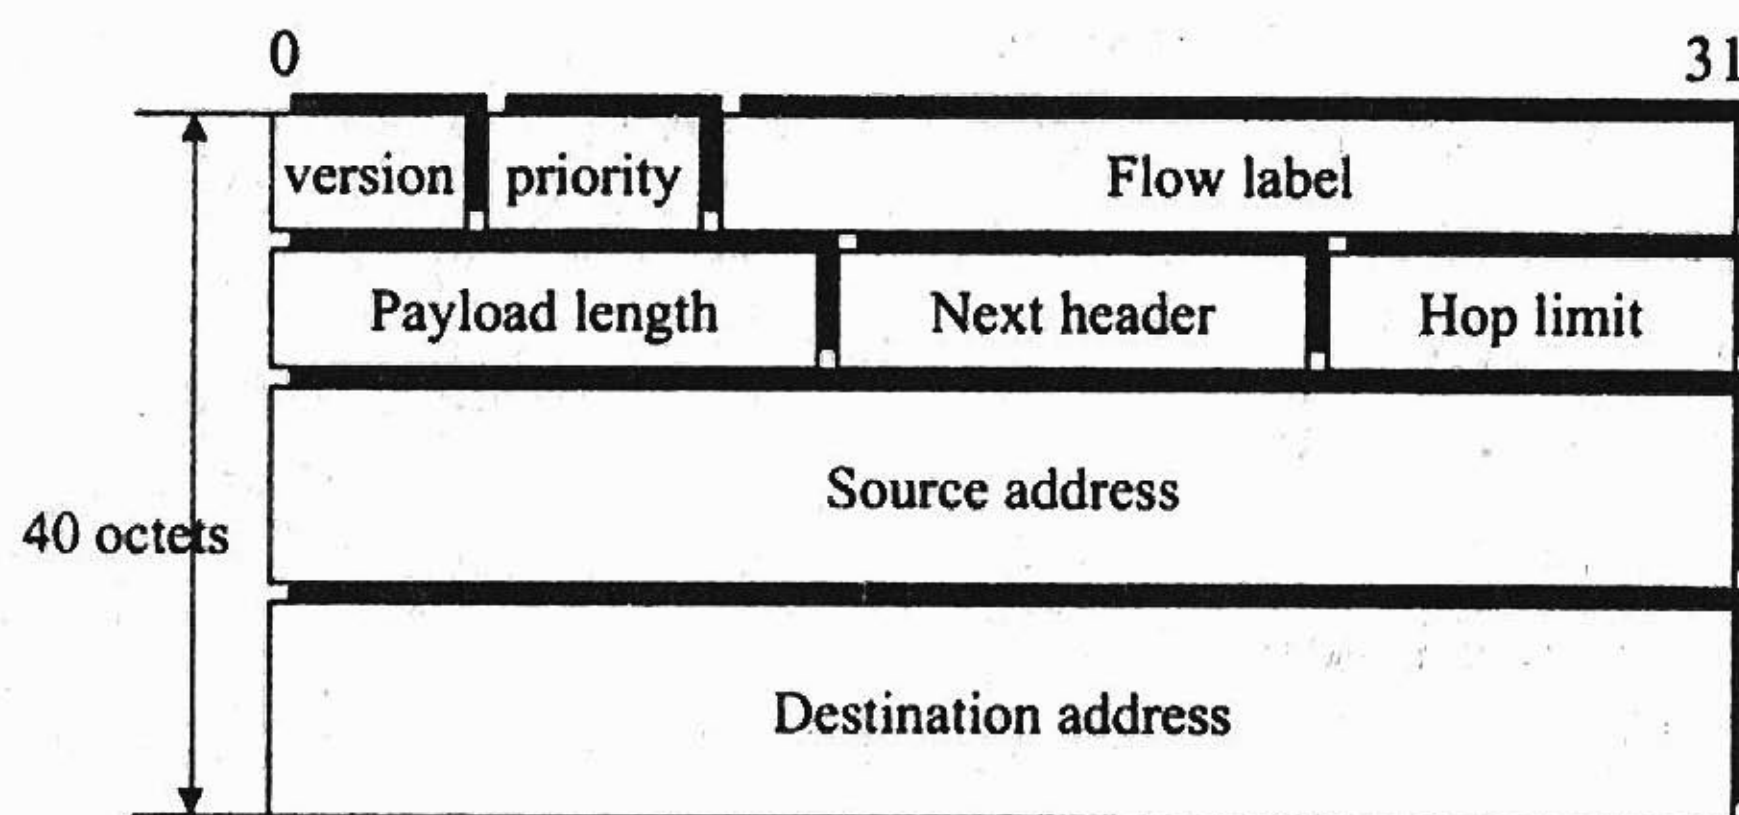 0 31
version priority Flow label
Payload length Next header Hop limit
Source address
40 octets
Destination address